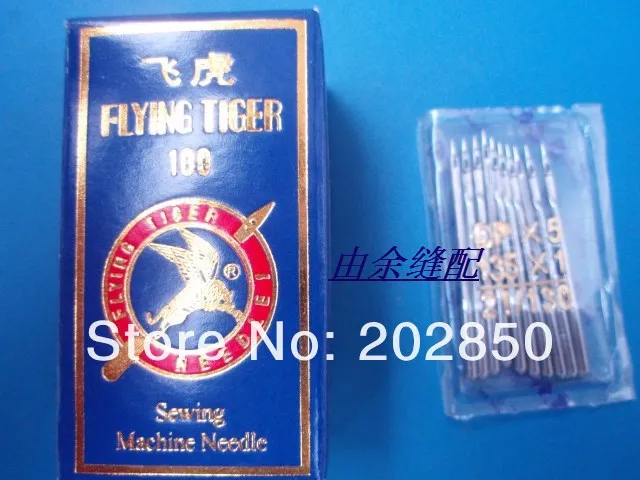 飞虎
FLYING TIGER
100
FLYING TIGER
®
NEEDLE
Sewing
Machine Needle
由余缝配
Store No: 202850